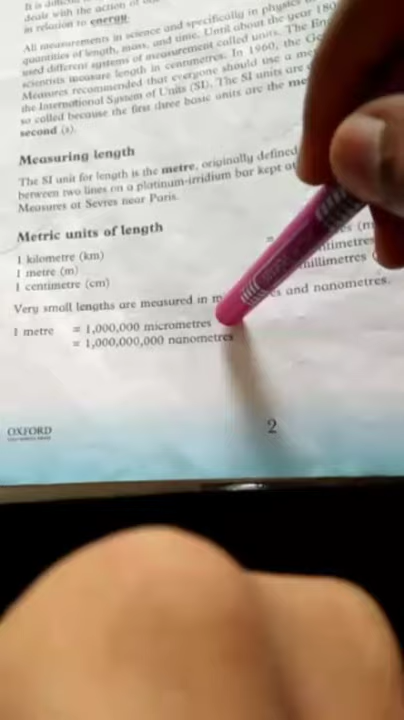 It is
deals with the action of
in relation to energy.
All measurements in science and specifically in physics
quantities of length, mass, and time. Until about the year
used different systems of measurement called units. The
scientists measure length in centimetres. In 1960, the
Measures recommended that everyone should use a
the International System of Units (SI). The SI units are
so called because the first three basic units are the
second (s).
Measuring length
The SI unit for length is the metre, originally defined
between two lines on a platinum-irridium bar kept at
Measures at Sevres near Paris.
Metric units of length
1 kilometre (km) =
1 metre (m)
1 centimetre (cm)
Very small lengths are measured in and nanometres.
1 metre = 1,000,000 micrometres
= 1,000,000,000 nanometres
OXFORD
2